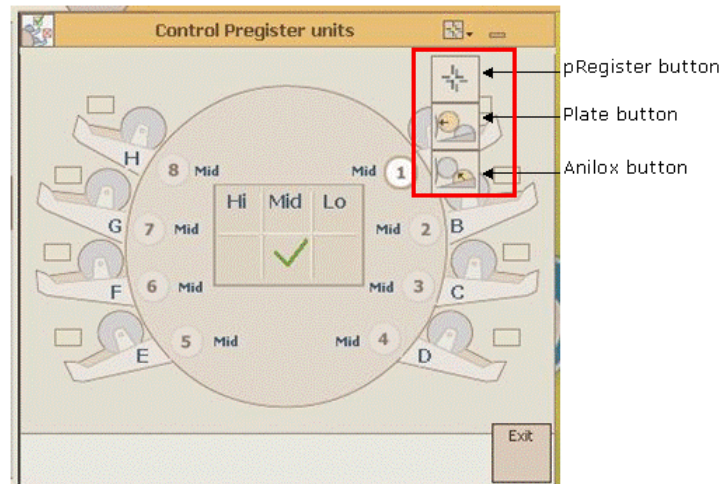 Control Pregister units
pRegister button
Plate button
Anilox button
H
8 Mid
Mid 1
Hi Mid Lo
G
7 Mid
Mid 2
B
F
6 Mid
Mid 3
C
E
5 Mid
Mid 4
D
Exit